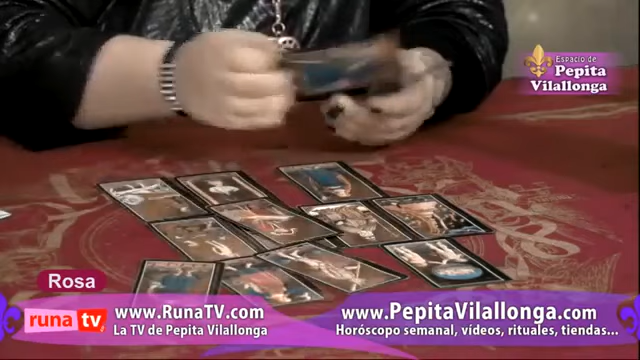 Espacio de
Pepita
Vilallonga
Rosa
runa tv
www.RunaTV.com
La TV de Pepita Vilallonga
www.PepitaVilallonga.com
Horóscopo semanal, vídeos, rituales, tiendas...